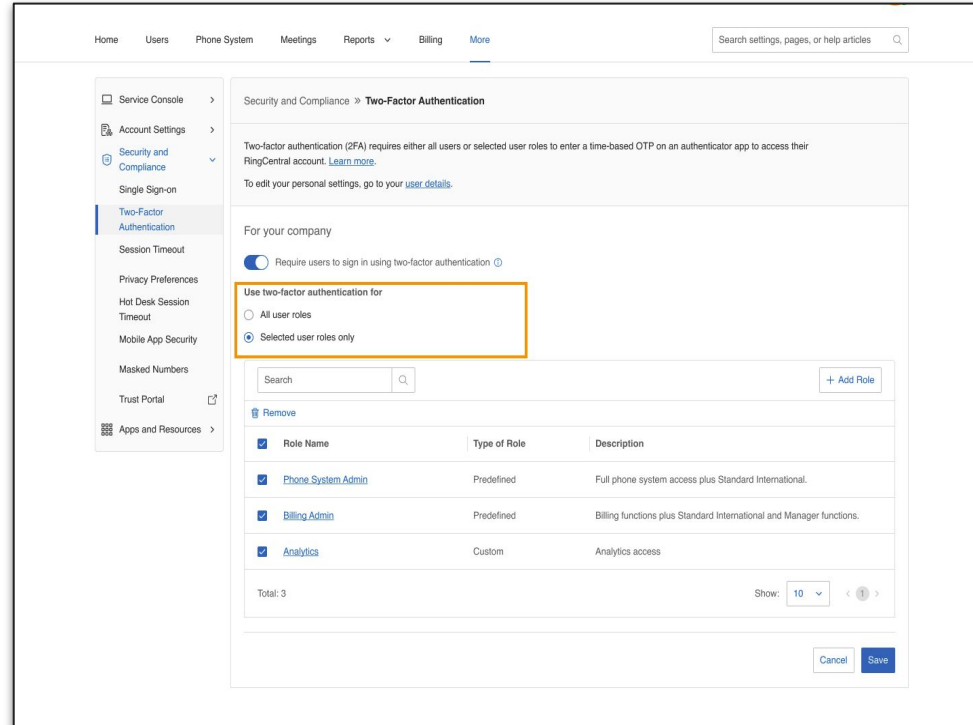 Home Users Phone System Meetings Reports Billing More
Search settings, pages, or help articles
Service Console
Account Settings
Security and
Compliance
Single Sign-on
Two-Factor
Authentication
Session Timeout
Privacy Preferences
Hot Desk Session
Timeout
Mobile App Security
Masked Numbers
Trust Portal
Apps and Resources
Security and Compliance » Two-Factor Authentication
Two-factor authentication (2FA) requires either all users or selected user roles to enter a time-based OTP on an authenticator app to access their
RingCentral account. Learn more.
To edit your personal settings, go to your user details.
For your company
Require users to sign in using two-factor authentication
Use two-factor authentication for
All user roles
Selected user roles only
Search
+ Add Role
Remove
Role Name Type of Role Description
Phone System Admin Predefined Full phone system access plus Standard International.
Billing Admin Predefined Billing functions plus Standard International and Manager functions.
Analytics Custom Analytics access
Total: 3 Show: 10 < 1 >
Cancel Save